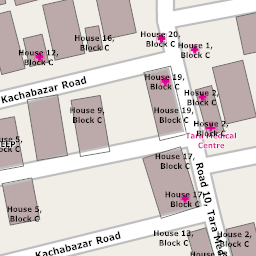 House 20,
Block C
House 16,
Block C
House 1,
Block C
House 12,
Block C
Kachabazar Road
House 19,
Block C
House 2,
Block C
House 9,
Block C
House 19,
Block C
House 2,
Block C
Tara Medical
Centre
Block C
House 17,
Block C
Road 10, Tara
House 17
Block C
House 5,
Block C
Kachabazar Road
House 13,
Block C
House 2,
Block C